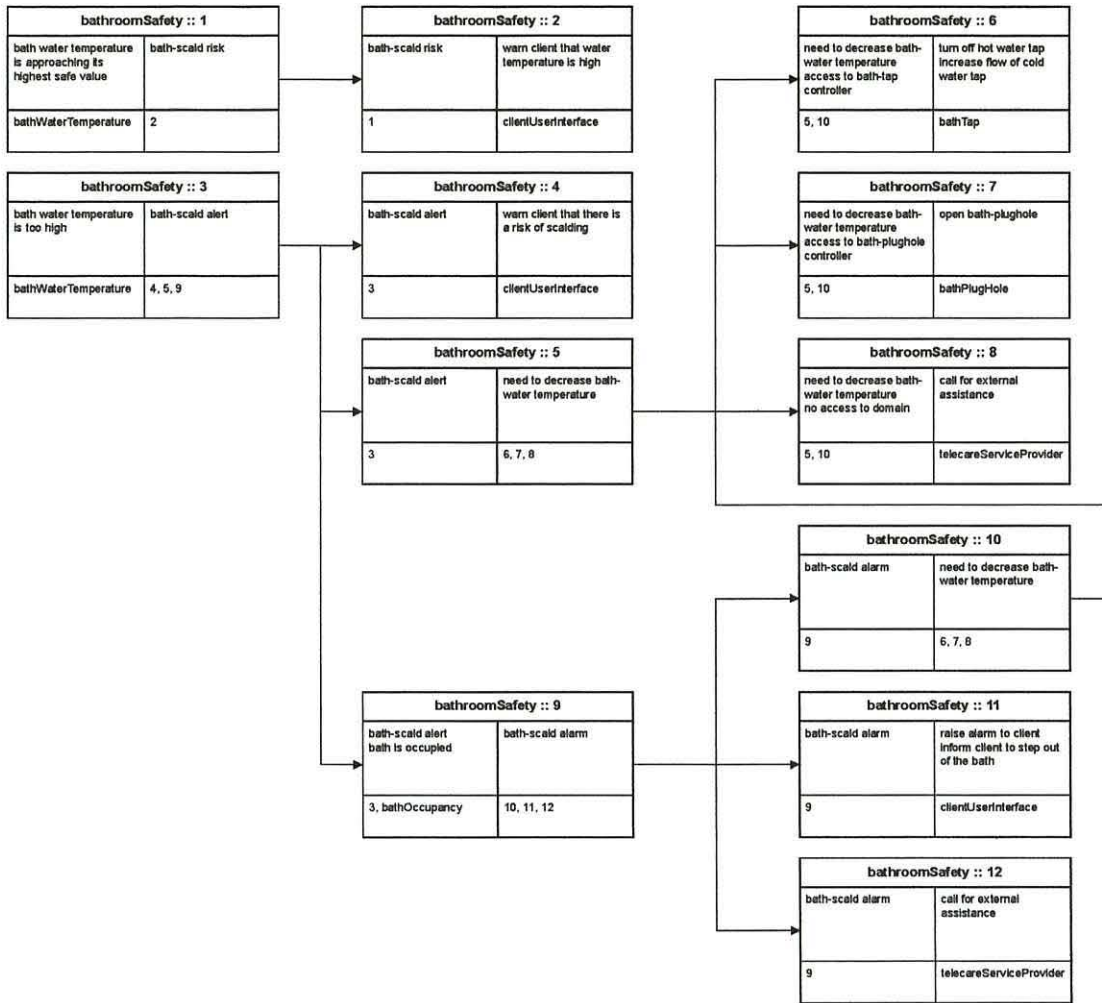 bathroomSafety :: 1
bath water temperature
is approaching its
highest safe value
bath-scald risk
bathWaterTemperature
2
bathroomSafety :: 2
bath-scald risk
warn client that water
temperature is high
1
clientUserInterface
bathroomSafety :: 6
need to decrease bath-
water temperature
access to bath-tap
controller
turn off hot water tap
increase flow of cold
water tap
5, 10
bathTap
bathroomSafety :: 3
bath water temperature
is too high
bath-scald alert
bathWaterTemperature
4, 5, 9
bathroomSafety :: 4
bath-scald alert
warn client that there is
a risk of scalding
3
clientUserInterface
bathroomSafety :: 7
need to decrease bath-
water temperature
access to bath-plughole
controller
open bath-plughole
5, 10
bathPlugHole
bathroomSafety :: 5
bath-scald alert
need to decrease bath-
water temperature
3
6, 7, 8
bathroomSafety :: 8
need to decrease bath-
water temperature
no access to domain
call for external
assistance
5, 10
telecareServiceProvider
bathroomSafety :: 10
bath-scald alarm
need to decrease bath-
water temperature
9
6, 7, 8
bathroomSafety :: 9
bath-scald alert
bath is occupied
bath-scald alarm
3, bathOccupancy
10, 11, 12
bathroomSafety :: 11
bath-scald alarm
raise alarm to client
inform client to step out
of the bath
9
clientUserInterface
bathroomSafety :: 12
bath-scald alarm
call for external
assistance
9
telecareServiceProvider